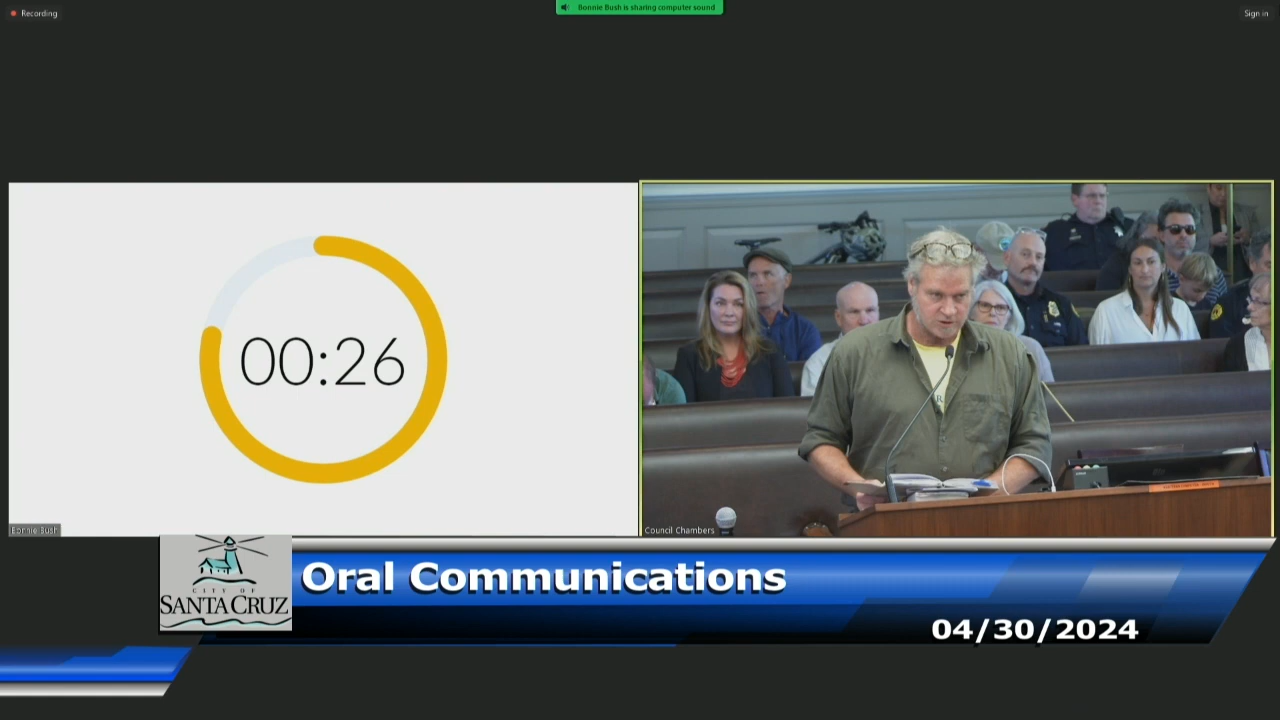 Recording
Bonnie Bush is sharing computer sound
Sign in
00:26
Bonnie Bush
Council Chambers
CITY OF
SANTA CRUZ
Oral Communications
04/30/2024